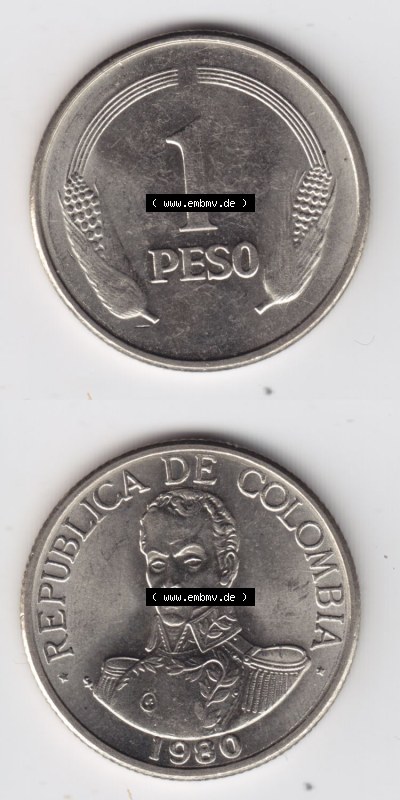 1
( www.embmv.de )
PESO
REPUBLICA DE COLOMBIA
( www.embmv.de )
1980